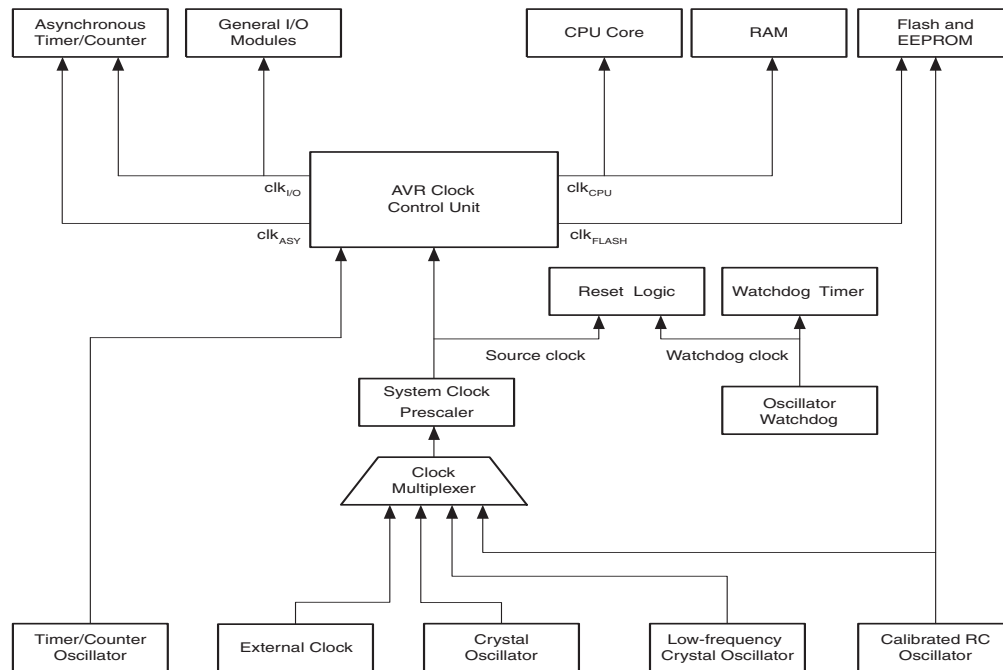 Asynchronous
Timer/Counter
General I/O
Modules
CPU Core
RAM
Flash and
EEPROM
clkI/O
AVR Clock
Control Unit
clkCPU
clkASY
clkFLASH
Reset Logic
Watchdog Timer
Source clock
Watchdog clock
System Clock
Prescaler
Oscillator
Watchdog
Clock
Multiplexer
Timer/Counter
Oscillator
External Clock
Crystal
Oscillator
Low-frequency
Crystal Oscillator
Calibrated RC
Oscillator